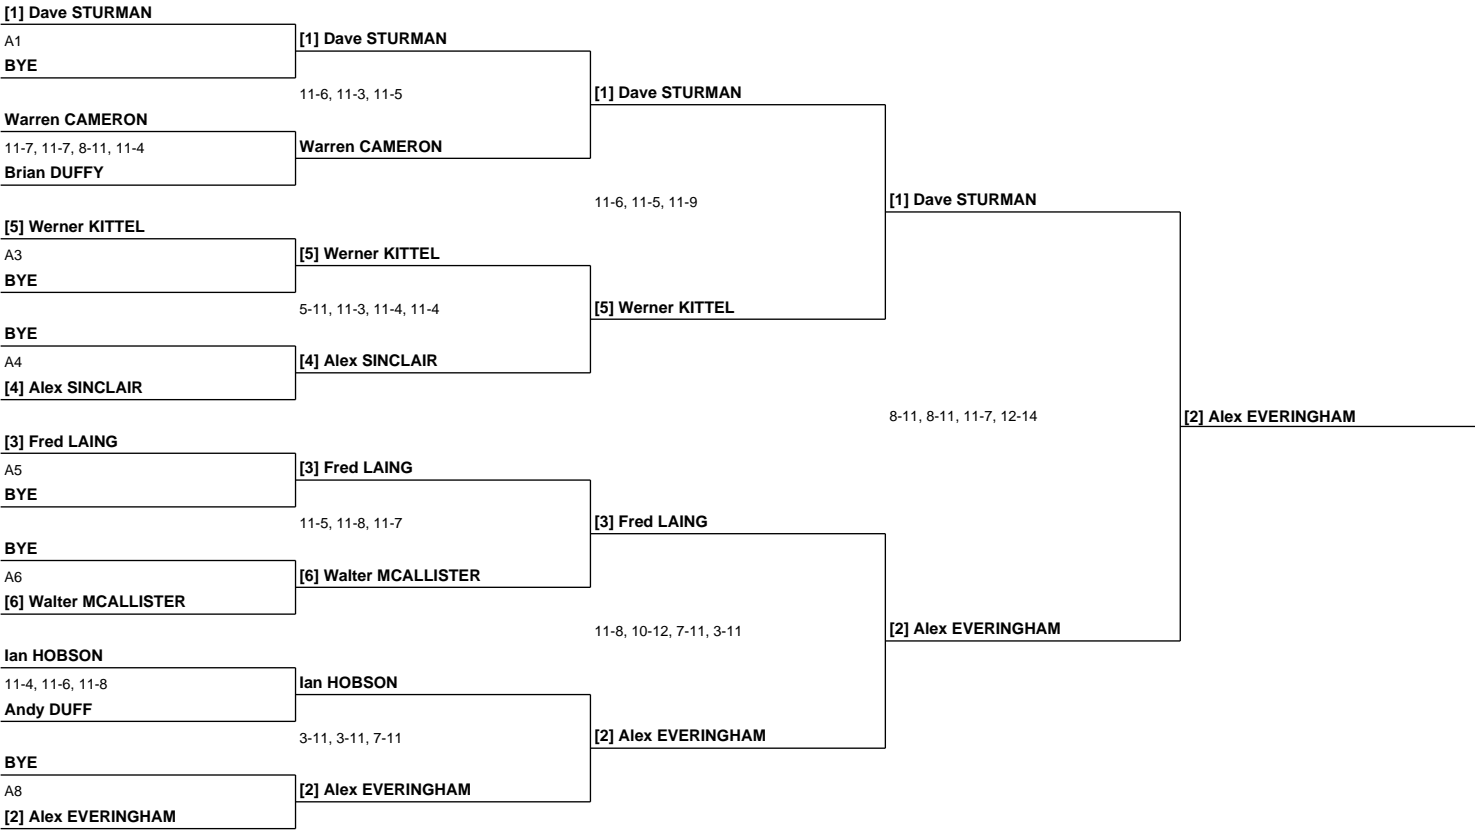 [1] Dave STURMAN
A1
BYE
Warren CAMERON
11-7, 11-7, 8-11, 11-4
Brian DUFFY
[5] Werner KITTEL
A3
BYE
BYE
A4
[4] Alex SINCLAIR
[3] Fred LAING
A5
BYE
BYE
A6
[6] Walter MCALLISTER
Ian HOBSON
11-4, 11-6, 11-8
Andy DUFF
BYE
A8
[2] Alex EVERINGHAM
[1] Dave STURMAN
11-6, 11-3, 11-5
Warren CAMERON
[5] Werner KITTEL
5-11, 11-3, 11-4, 11-4
[4] Alex SINCLAIR
[3] Fred LAING
11-5, 11-8, 11-7
[6] Walter MCALLISTER
Ian HOBSON
3-11, 3-11, 7-11
[2] Alex EVERINGHAM
[1] Dave STURMAN
11-6, 11-5, 11-9
[5] Werner KITTEL
[3] Fred LAING
11-8, 10-12, 7-11, 3-11
[2] Alex EVERINGHAM
[1] Dave STURMAN
8-11, 8-11, 11-7, 12-14
[2] Alex EVERINGHAM
[2] Alex EVERINGHAM